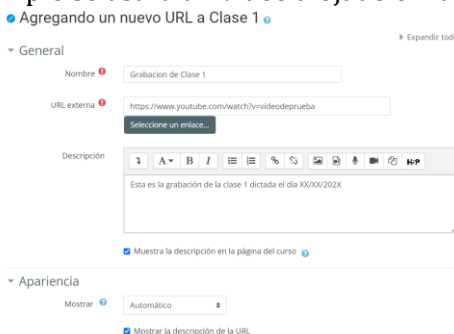 Agregando un nuevo URL a Clase 1
Expandir todo
General
Nombre
Grabacion de Clase 1
URL externa
https://www.youtube.com/watch?v=videodeprueba
Seleccione un enlace...
Descripción
A B I H-P
Esta es la grabación de la clase 1 dictada el día XX/XX/202X
Muestra la descripción en la página del curso
Apariencia
Mostrar
Automático
Mostrar la descripción de la URL